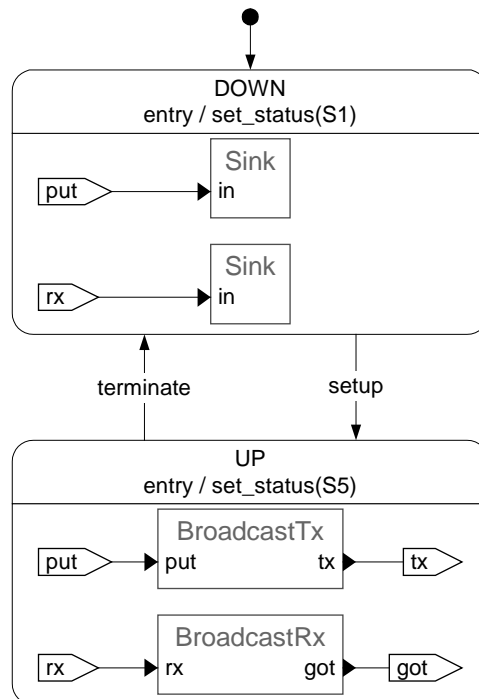 DOWN
entry / set_status(S1)
Sink
put
in
Sink
rx
in
terminate
setup
UP
entry / set_status(S5)
BroadcastTx
put
put
tx
tx
BroadcastRx
rx
rx
got
got